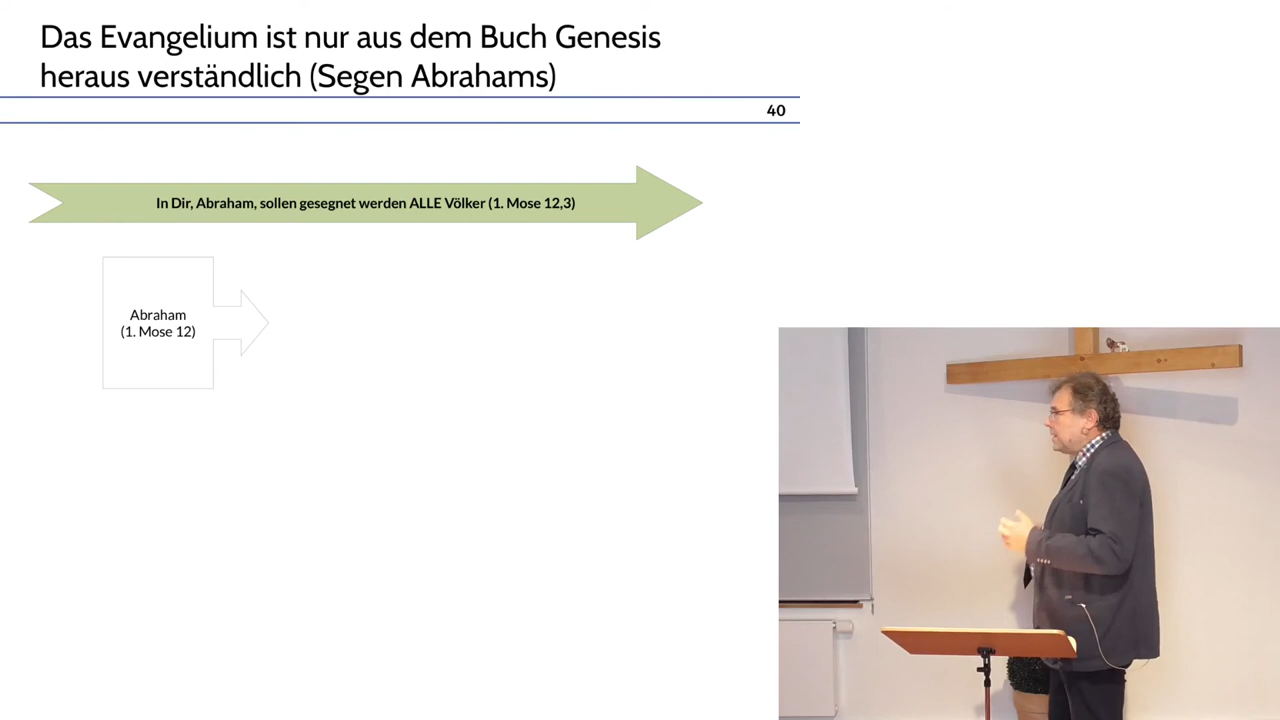 Das Evangelium ist nur aus dem Buch Genesis
heraus verständlich (Segen Abrahams)
40
In Dir, Abraham, sollen gesegnet werden ALLE Völker (1. Mose 12,3)
Abraham
(1. Mose 12)